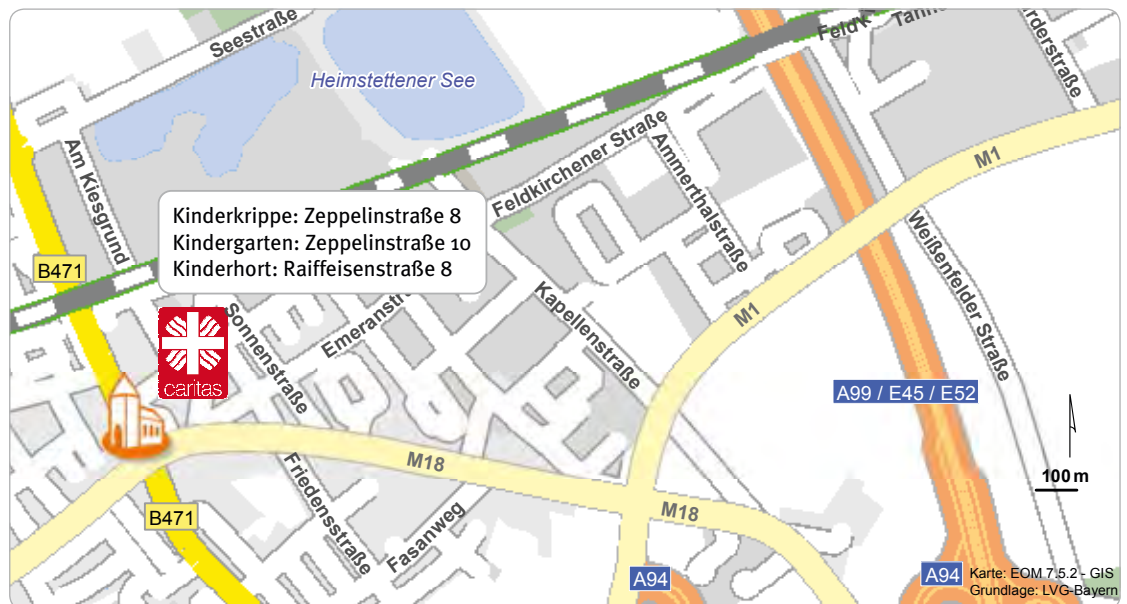 Seestraße
Heimstettener See
Feldk
Tann
rderstraße
Am Kiesgrund
Feldkirchener Straße
Ammerthalstraße
M1
Kinderkrippe: Zeppelinstraße 8
Kindergarten: Zeppelinstraße 10
Kinderhort: Raiffeisenstraße 8
B471
Weißenfelder Straße
Sonnenstraße
Emeranstr
Kapellenstraße
M1
caritas
A99 / E45 / E52
M18
100 m
Friedensstraße
Fasanweg
M18
B471
A94
A94
Karte: EOM 7.5.2 - GIS
Grundlage: LVG-Bayern